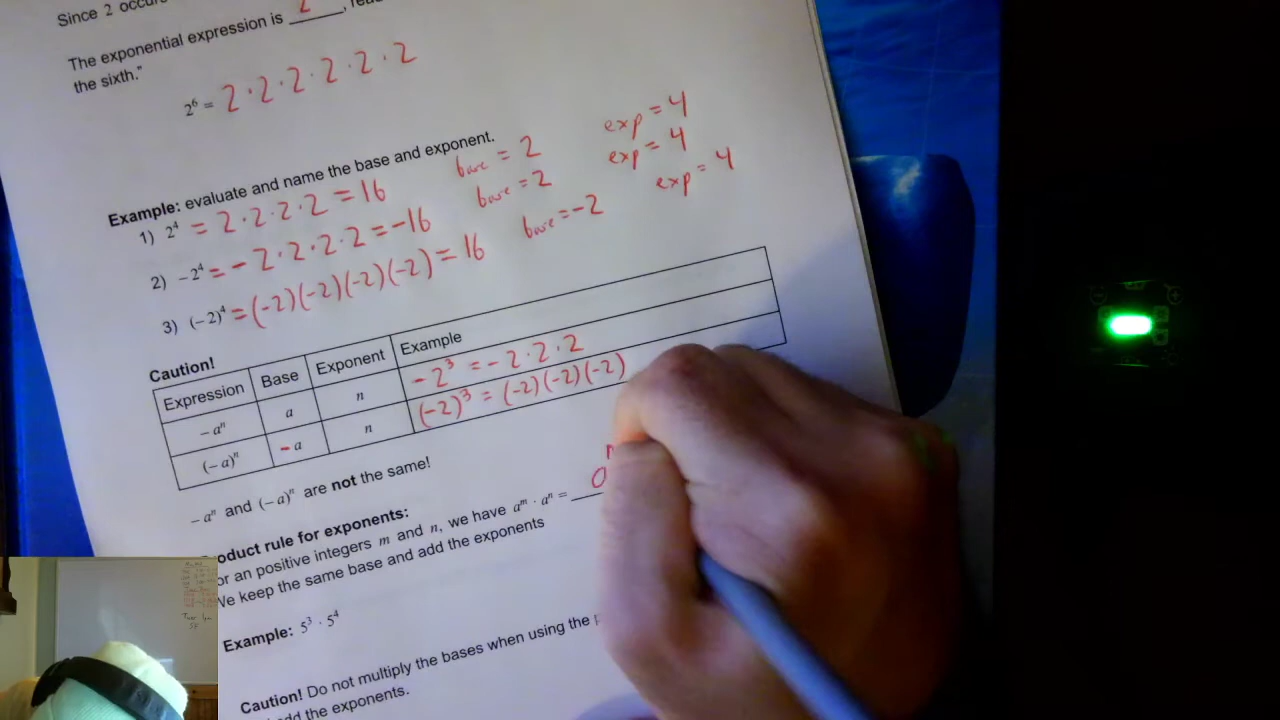 Since 2 occurs
The exponential expression is 2,
the sixth."
2⁶ = 2 · 2 · 2 · 2 · 2 · 2
Example: evaluate and name the base and exponent.
1) 2⁴ = 2 · 2 · 2 · 2 = 16 base = 2 exp = 4
2) −2⁴ = − 2 · 2 · 2 · 2 = −16 base = 2 exp = 4
3) (−2)⁴ = (−2)(−2)(−2)(−2) = 16 base = −2 exp = 4
Caution!
Expression Base Exponent Example
−aⁿ a n −2³ = − 2 · 2 · 2
(−a)ⁿ −a n (−2)³ = (−2)(−2)(−2)
−aⁿ and (−a)ⁿ are not the same!
oduct rule for exponents:
or an positive integers m and n, we have aᵐ · aⁿ = a
We keep the same base and add the exponents
Example: 5³ · 5⁴
Caution! Do not multiply the bases when using the
add the exponents.